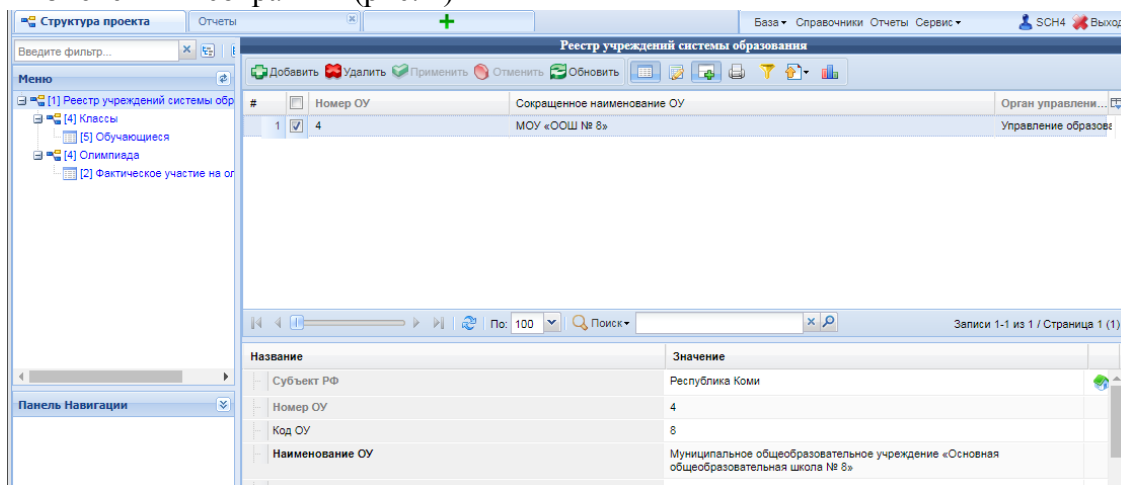 Структура проекта
Отчеты
База Справочники Отчеты Сервис
SCH4 Выход
Введите фильтр...
Реестр учреждений системы образования
Добавить Удалить Применить Отменить Обновить
Меню
[1] Реестр учреждений системы обр
[4] Классы
[5] Обучающиеся
[4] Олимпиада
[2] Фактическое участие на ол
# Номер ОУ Сокращенное наименование ОУ Орган управлени...
1 4 МОУ «ООШ № 8» Управление образова
По: 100 Поиск Записи 1-1 из 1 / Страница 1 (1)
Панель Навигации
Название Значение
Субъект РФ Республика Коми
Номер ОУ 4
Код ОУ 8
Наименование ОУ Муниципальное общеобразовательное учреждение «Основная
общеобразовательная школа № 8»